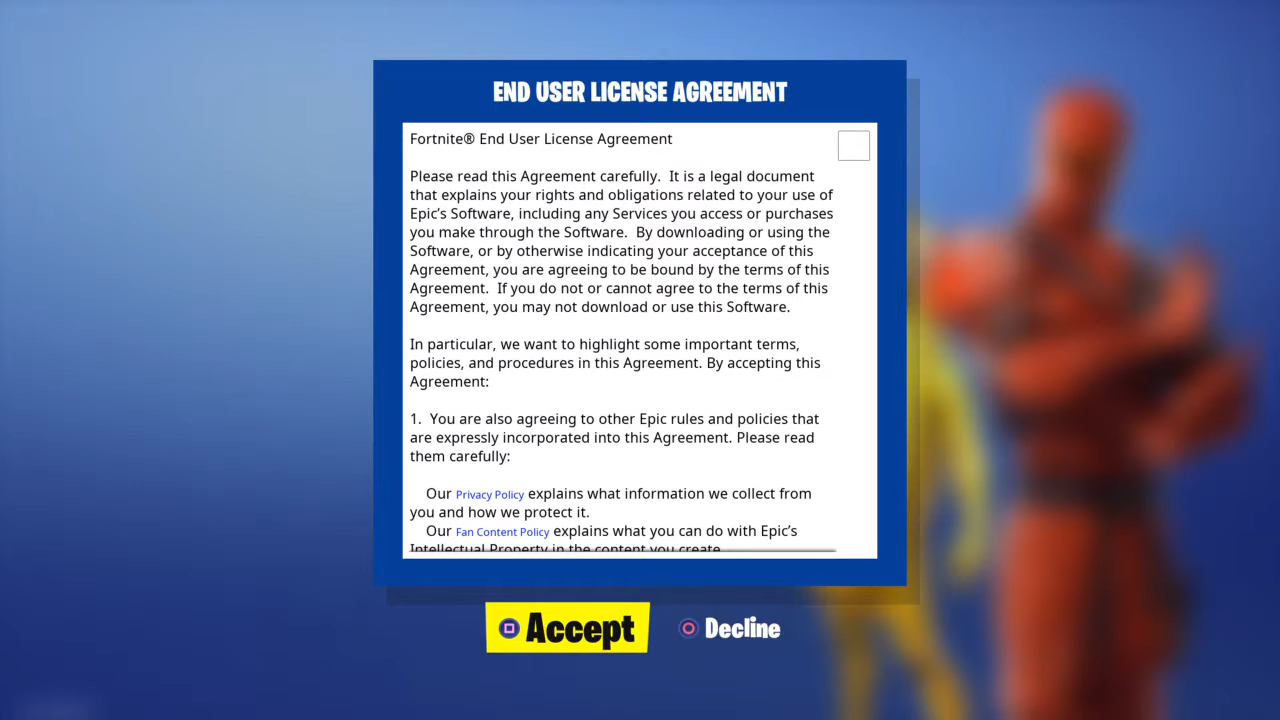 END USER LICENSE AGREEMENT
Fortnite® End User License Agreement
Please read this Agreement carefully.  It is a legal document
that explains your rights and obligations related to your use of
Epic’s Software, including any Services you access or purchases
you make through the Software.  By downloading or using the
Software, or by otherwise indicating your acceptance of this
Agreement, you are agreeing to be bound by the terms of this
Agreement.  If you do not or cannot agree to the terms of this
Agreement, you may not download or use this Software.
In particular, we want to highlight some important terms,
policies, and procedures in this Agreement. By accepting this
Agreement:
1.  You are also agreeing to other Epic rules and policies that
are expressly incorporated into this Agreement. Please read
them carefully:
Our Privacy Policy explains what information we collect from
you and how we protect it.
Our Fan Content Policy explains what you can do with Epic’s
Intellectual Property in the content you create
Accept
Decline